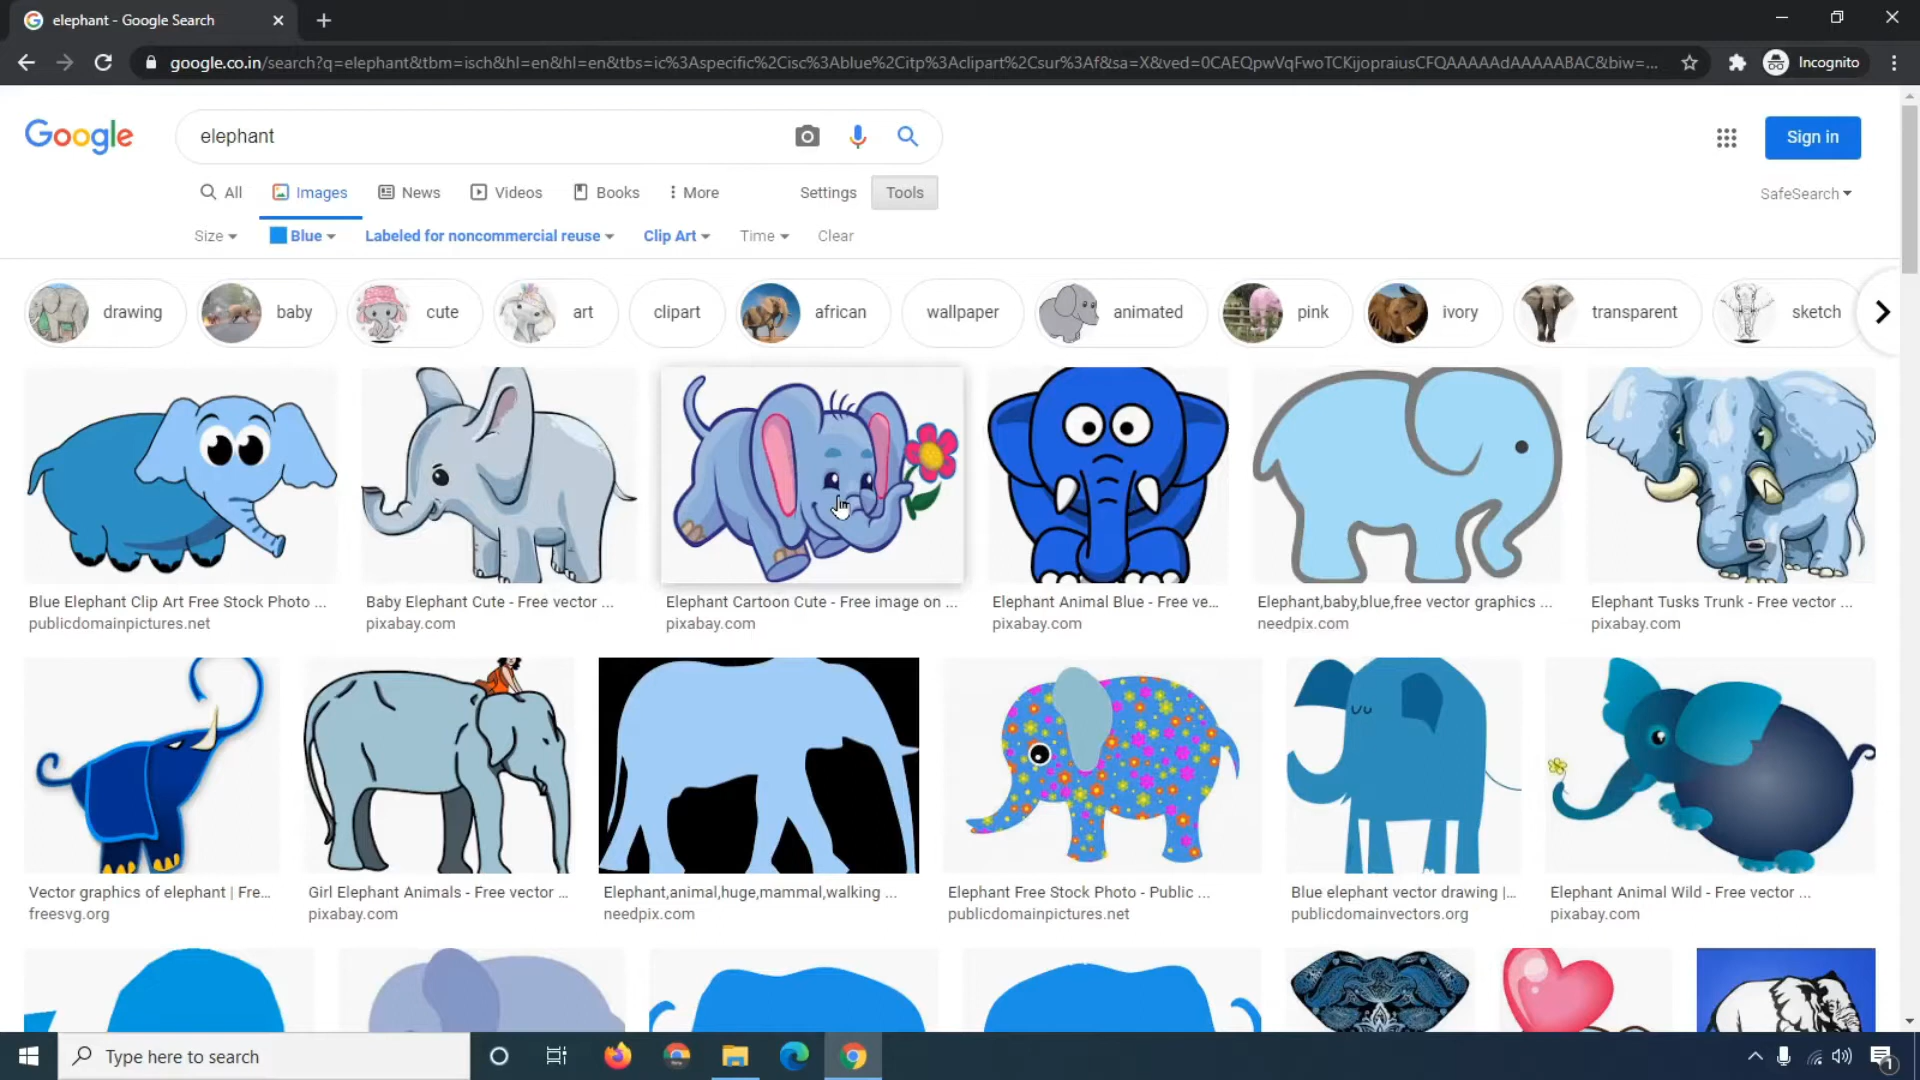 elephant - Google Search
google.co.in/search?q=elephant&tbm=isch&hl=en&hl=en&tbs=ic%3Aspecific%2Cisc%3Ablue%2Citp%3Aclipart%2Csur%3Af&sa=X&ved=0CAEQpwVqFwoTCKijopraiusCFQAAAAAdAAAAABAC&biw=...
Incognito
Google
elephant
Sign in
All Images News Videos Books More Settings Tools
SafeSearch
Size Blue Labeled for noncommercial reuse Clip Art Time Clear
drawing baby cute art clipart african wallpaper animated pink ivory transparent sketch
Blue Elephant Clip Art Free Stock Photo ...
publicdomainpictures.net
Baby Elephant Cute - Free vector ...
pixabay.com
Elephant Cartoon Cute - Free image on ...
pixabay.com
Elephant Animal Blue - Free ve...
pixabay.com
Elephant,baby,blue,free vector graphics ...
needpix.com
Elephant Tusks Trunk - Free vector ...
pixabay.com
Vector graphics of elephant | Fre...
freesvg.org
Girl Elephant Animals - Free vector ...
pixabay.com
Elephant,animal,huge,mammal,walking ...
needpix.com
Elephant Free Stock Photo - Public ...
publicdomainpictures.net
Blue elephant vector drawing |...
publicdomainvectors.org
Elephant Animal Wild - Free vector ...
pixabay.com
Type here to search
1